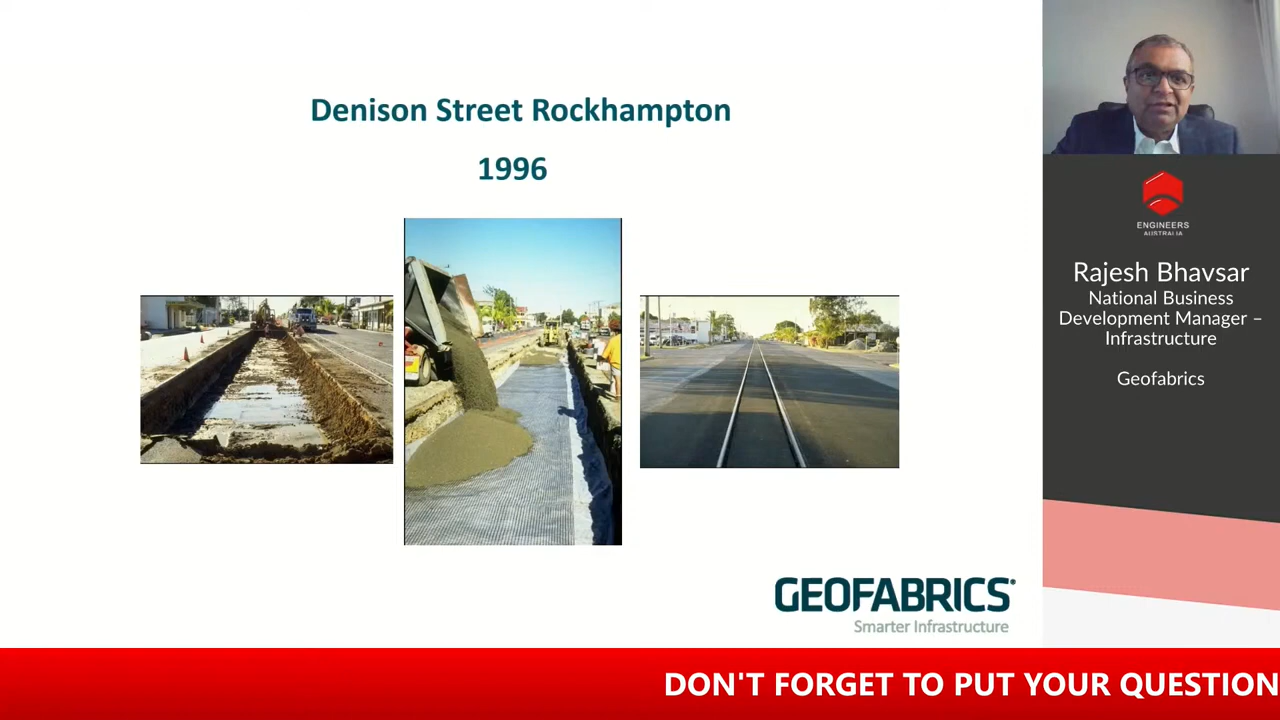 Denison Street Rockhampton
1996
GEOFABRICS
Smarter Infrastructure
ENGINEERS
AUSTRALIA
Rajesh Bhavsar
National Business
Development Manager –
Infrastructure
Geofabrics
DON'T FORGET TO PUT YOUR QUESTION